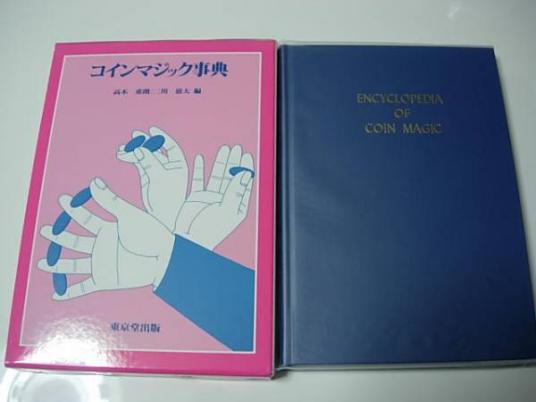 コインマジック事典
高木 重朗 二川 滋夫 編
東京堂出版
ENCYCLOPEDIA
OF
COIN MAGIC